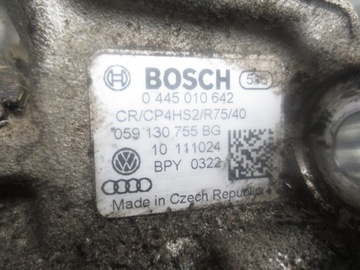 BOSCH
0 445 010 642
CR/CP4HS2/R75/40
059 130 755 BG
10 111024
BPY 0322
Made in Czech Republic